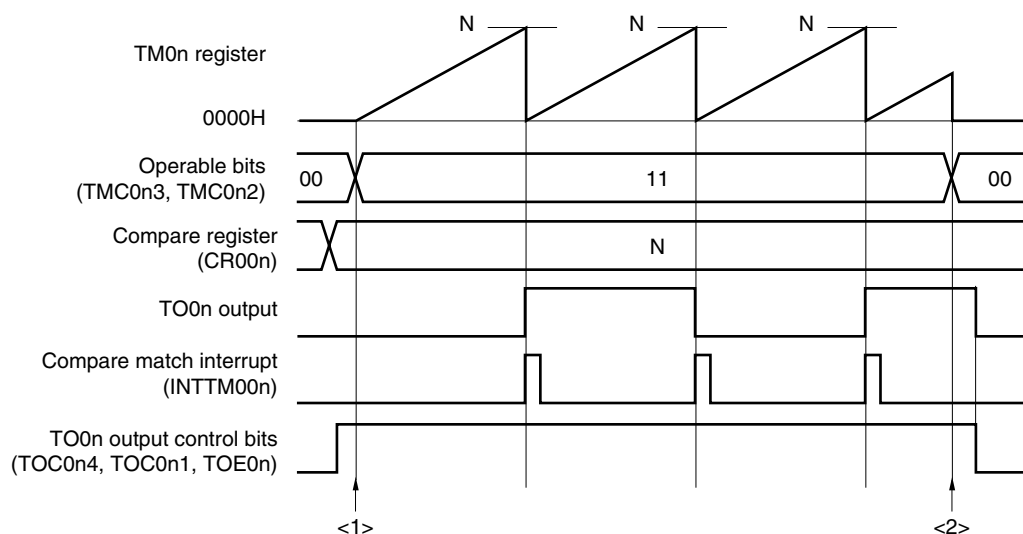 N N N
TM0n register
0000H
Operable bits
(TMC0n3, TMC0n2)
00 11 00
Compare register
(CR00n)
N
TO0n output
Compare match interrupt
(INTTM00n)
TO0n output control bits
(TOC0n4, TOC0n1, TOE0n)
<1> <2>